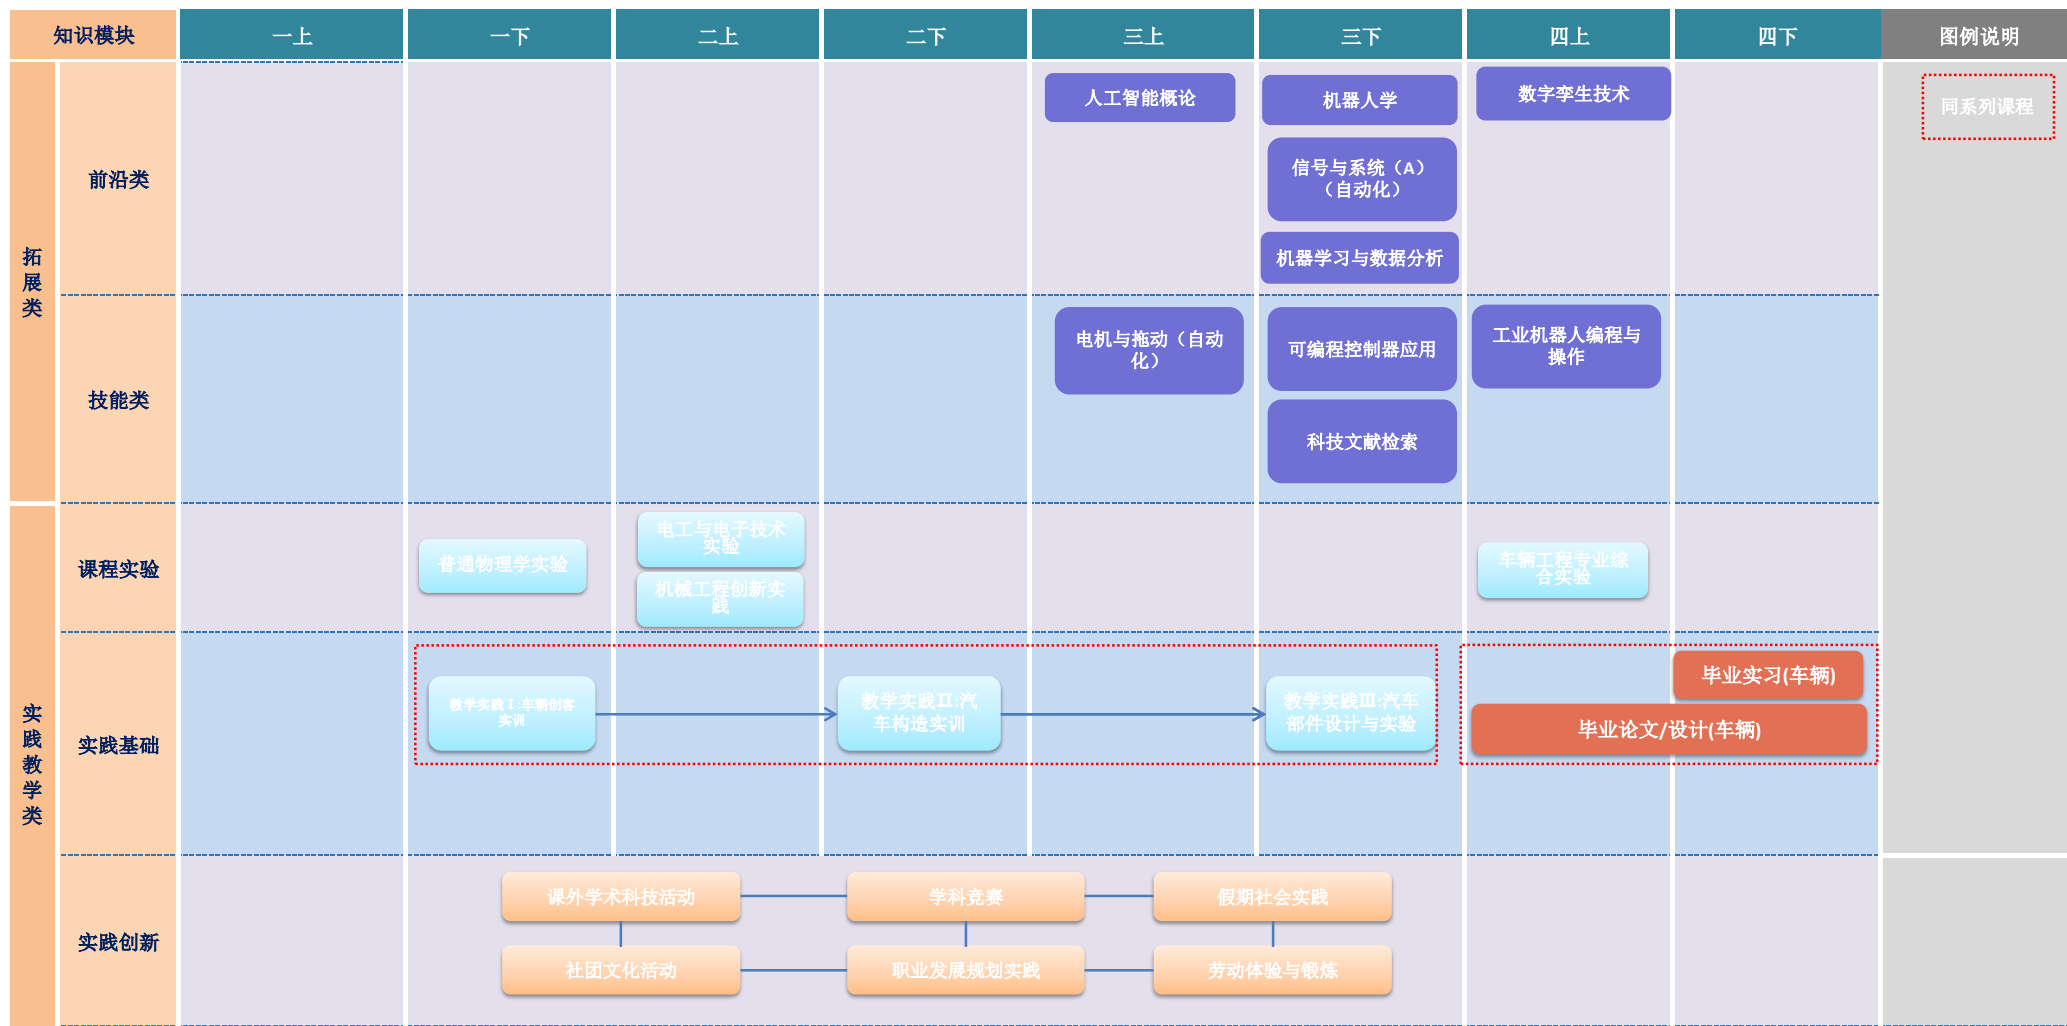 知识模块
一上
一下
二上
二下
三上
三下
四上
四下
图例说明
拓展类
前沿类
人工智能概论
机器人学
数字孪生技术
同系列课程
信号与系统（A）
（自动化）
机器学习与数据分析
技能类
电机与拖动（自动
化）
可编程控制器应用
工业机器人编程与
操作
科技文献检索
实践教学类
课程实验
普通物理学实验
电工与电子技术
实验
机械工程创新实
践
车辆工程专业综
合实验
实践基础
教学实践Ⅰ:车辆创客
实训
教学实践Ⅱ:汽
车构造实训
教学实践Ⅲ:汽车
部件设计与实验
毕业实习(车辆)
毕业论文/设计(车辆)
实践创新
课外学术科技活动
学科竞赛
假期社会实践
社团文化活动
职业发展规划实践
劳动体验与锻炼